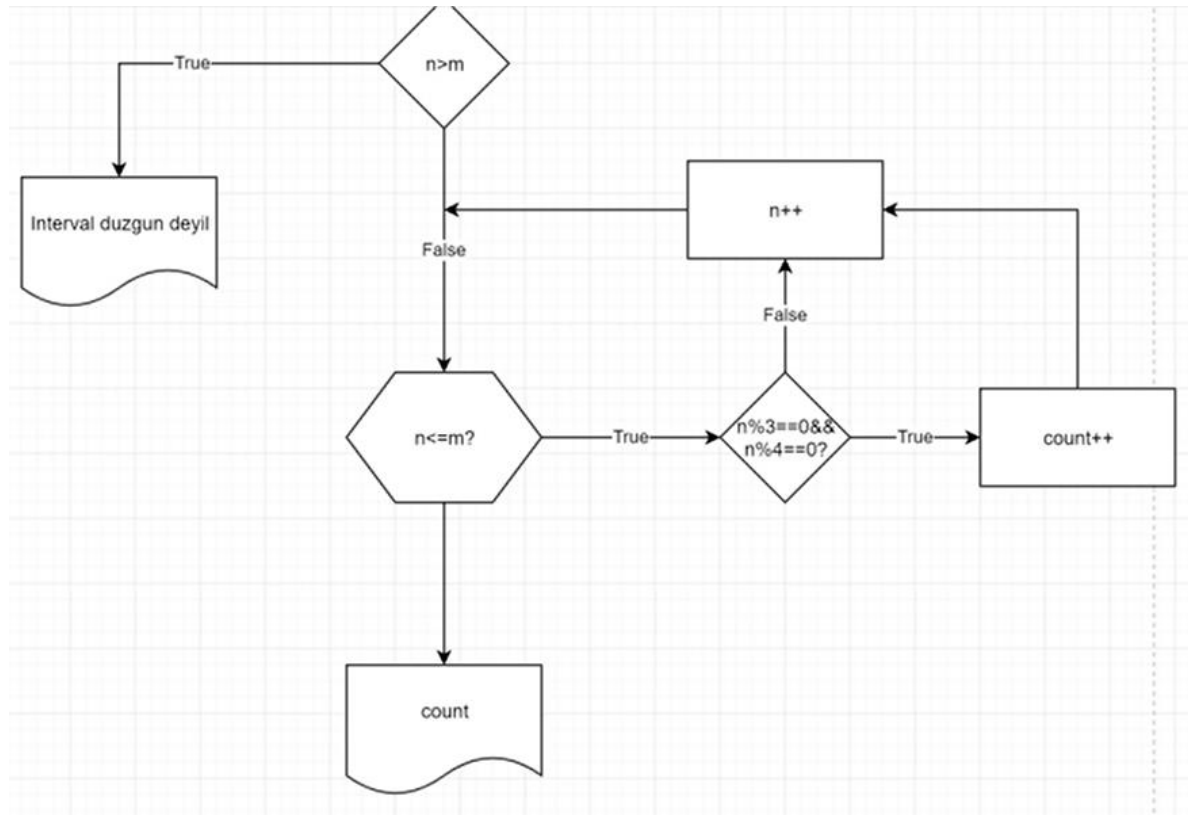 n>m
True
Interval duzgun deyil
n++
False
False
n<=m?
True
n%3==0&&
n%4==0?
True
count++
count